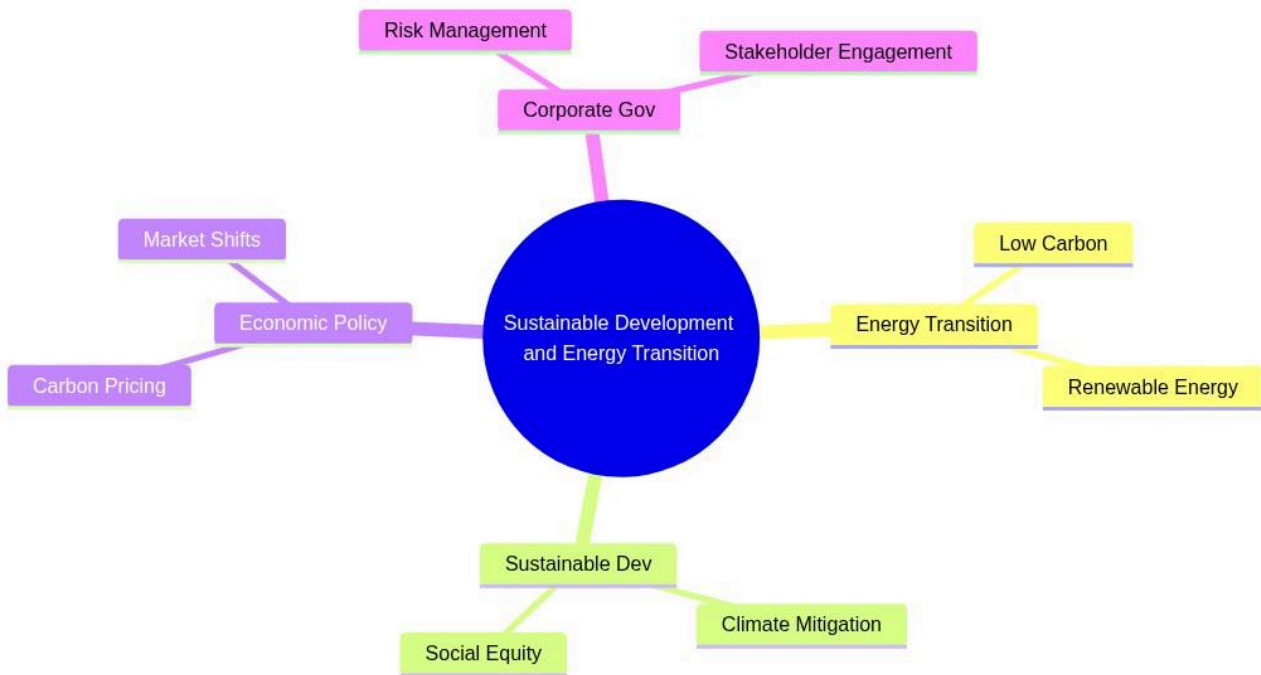 Risk Management
Stakeholder Engagement
Corporate Gov
Market Shifts
Low Carbon
Economic Policy
Sustainable Development
and Energy Transition
Energy Transition
Carbon Pricing
Renewable Energy
Sustainable Dev
Climate Mitigation
Social Equity